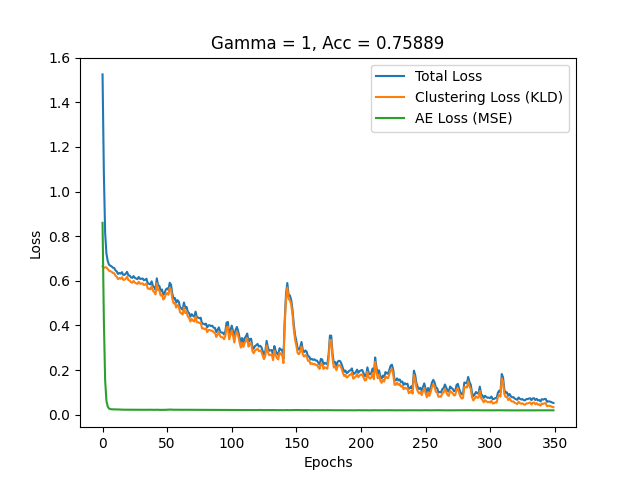 Gamma = 1, Acc = 0.75889
Total Loss
Clustering Loss (KLD)
AE Loss (MSE)
Loss
1.6
1.4
1.2
1.0
0.8
0.6
0.4
0.2
0.0
0 50 100 150 200 250 300 350
Epochs